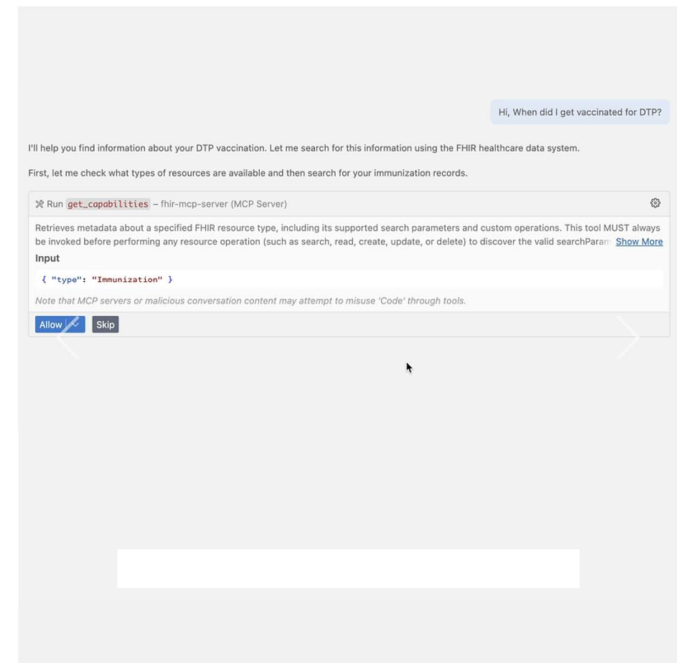 Hi, When did I get vaccinated for DTP?
I'll help you find information about your DTP vaccination. Let me search for this information using the FHIR healthcare data system.
First, let me check what types of resources are available and then search for your immunization records.
Run get_capabilities – fhir-mcp-server (MCP Server)
Retrieves metadata about a specified FHIR resource type, including its supported search parameters and custom operations. This tool MUST always
be invoked before performing any resource operation (such as search, read, create, update, or delete) to discover the valid searchParam Show More
Input
{ "type": "Immunization" }
Note that MCP servers or malicious conversation content may attempt to misuse 'Code' through tools.
Allow Skip